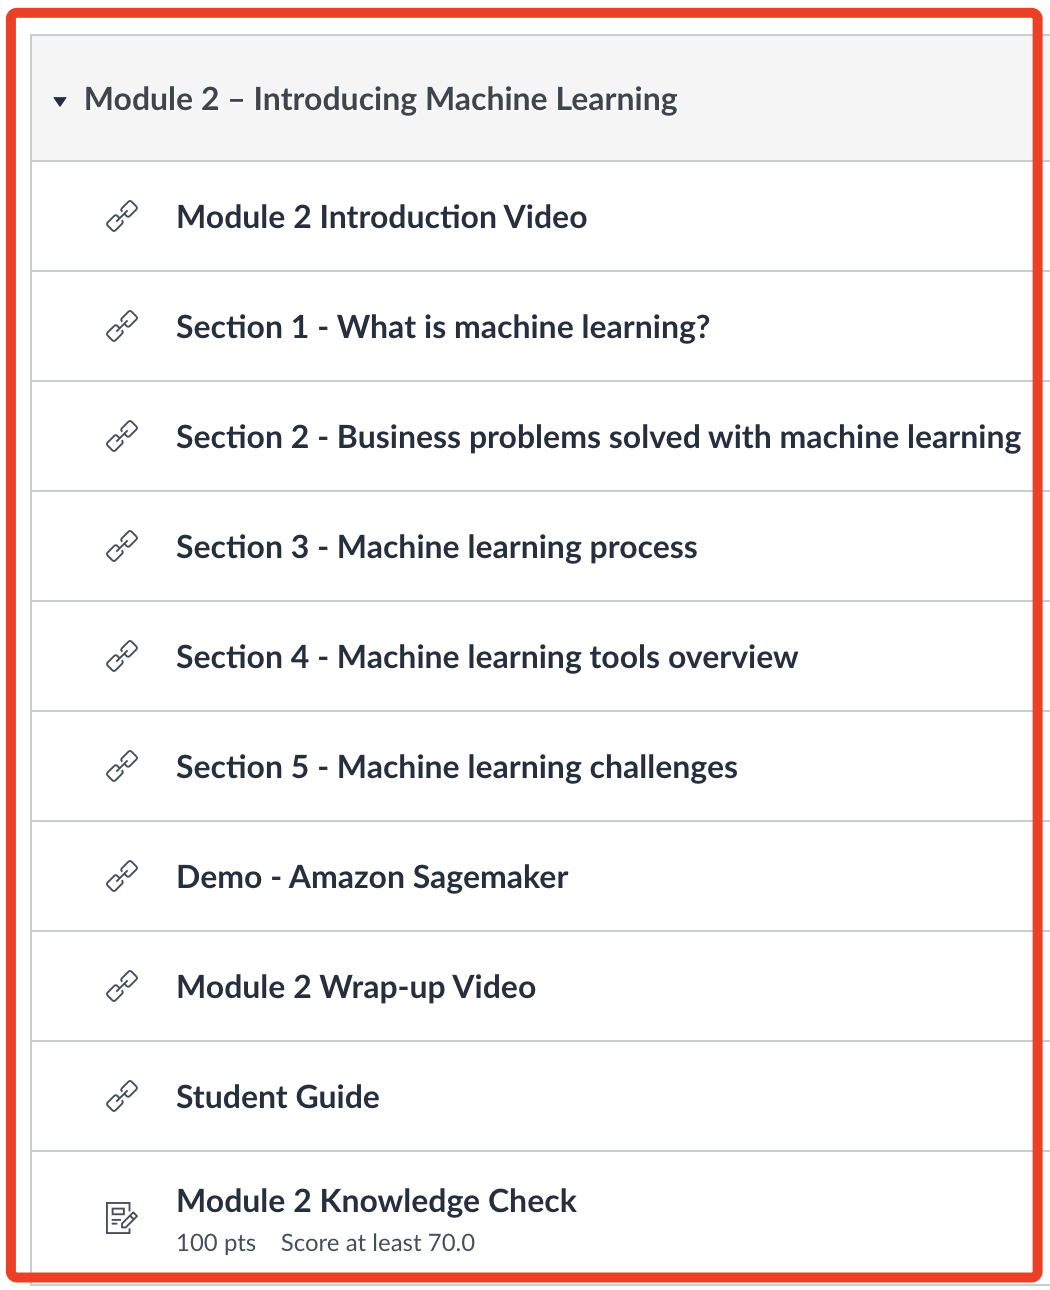 Module 2 – Introducing Machine Learning
Module 2 Introduction Video
Section 1 - What is machine learning?
Section 2 - Business problems solved with machine learning
Section 3 - Machine learning process
Section 4 - Machine learning tools overview
Section 5 - Machine learning challenges
Demo - Amazon Sagemaker
Module 2 Wrap-up Video
Student Guide
Module 2 Knowledge Check
100 pts Score at least 70.0